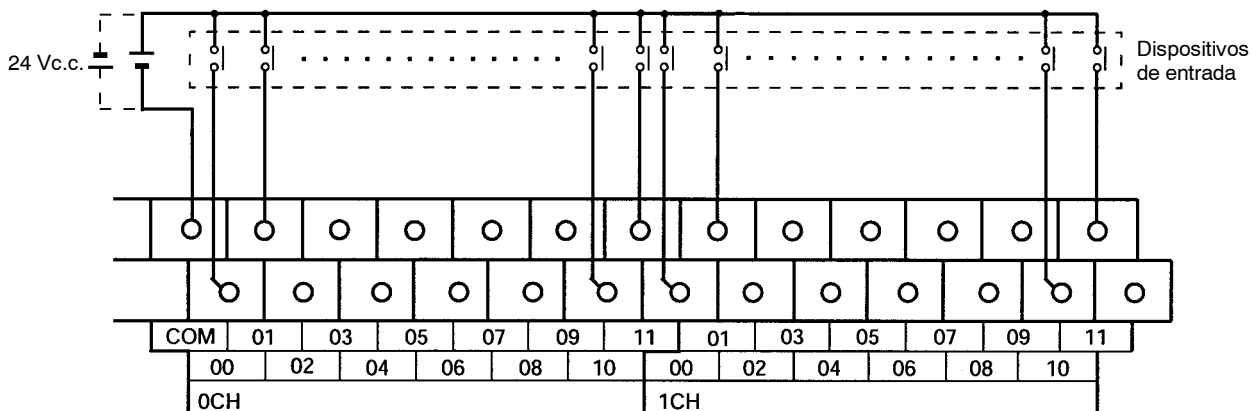 24 Vc.c.
Dispositivos
de entrada
COM 01 03 05 07 09 11 01 03 05 07 09 11
00 02 04 06 08 10 00 02 04 06 08 10
0CH 1CH